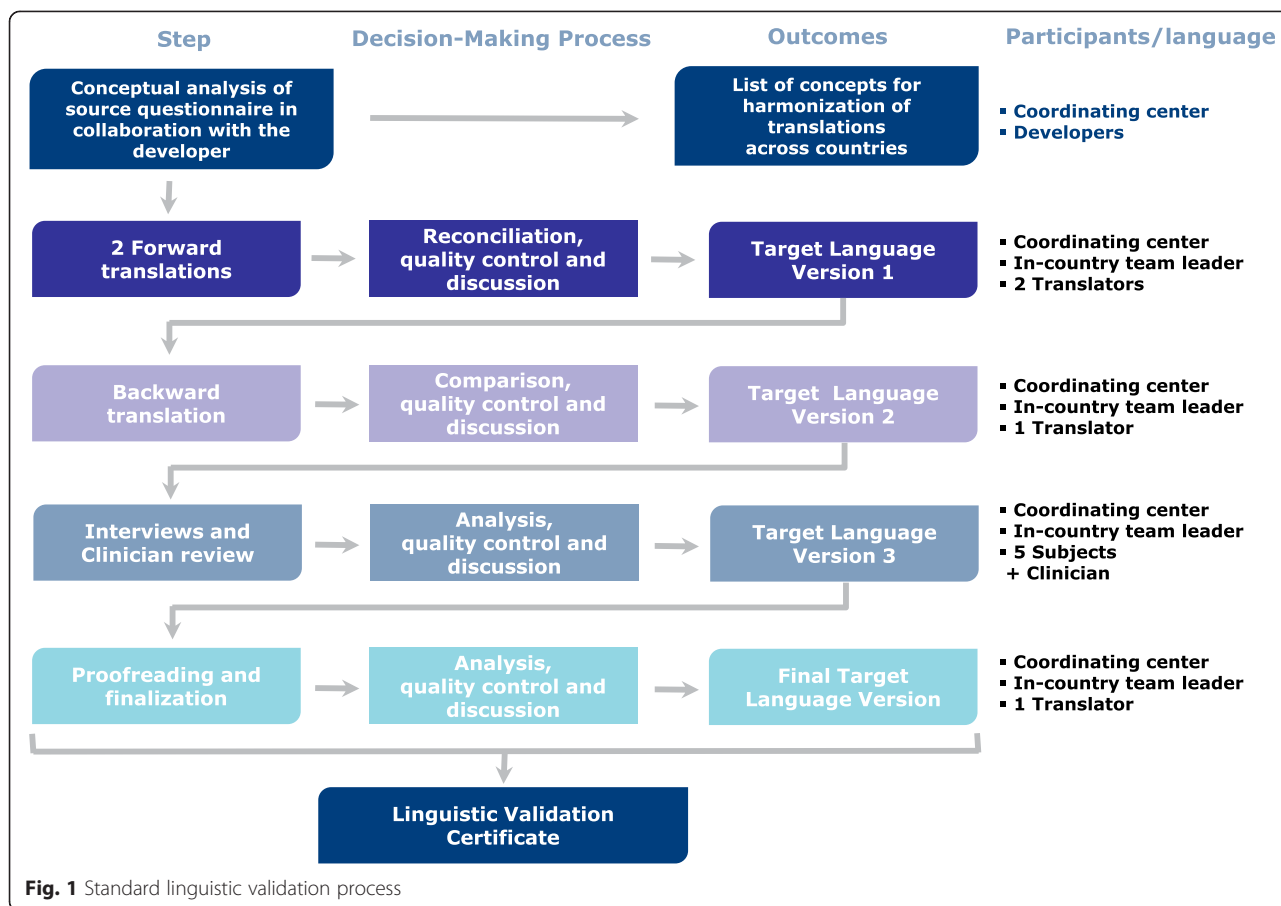 Step
Decision-Making Process
Outcomes
Participants/language
Conceptual analysis of
source questionnaire in
collaboration with the
developer
List of concepts for
harmonization of
translations
across countries
▪ Coordinating center
▪ Developers
2 Forward
translations
Reconciliation,
quality control and
discussion
Target Language
Version 1
▪ Coordinating center
▪ In-country team leader
▪ 2 Translators
Backward
translation
Comparison,
quality control and
discussion
Target Language
Version 2
▪ Coordinating center
▪ In-country team leader
▪ 1 Translator
Interviews and
Clinician review
Analysis,
quality control and
discussion
Target Language
Version 3
▪ Coordinating center
▪ In-country team leader
▪ 5 Subjects
+ Clinician
Proofreading and
finalization
Analysis,
quality control and
discussion
Final Target
Language Version
▪ Coordinating center
▪ In-country team leader
▪ 1 Translator
Linguistic Validation
Certificate
Fig. 1 Standard linguistic validation process